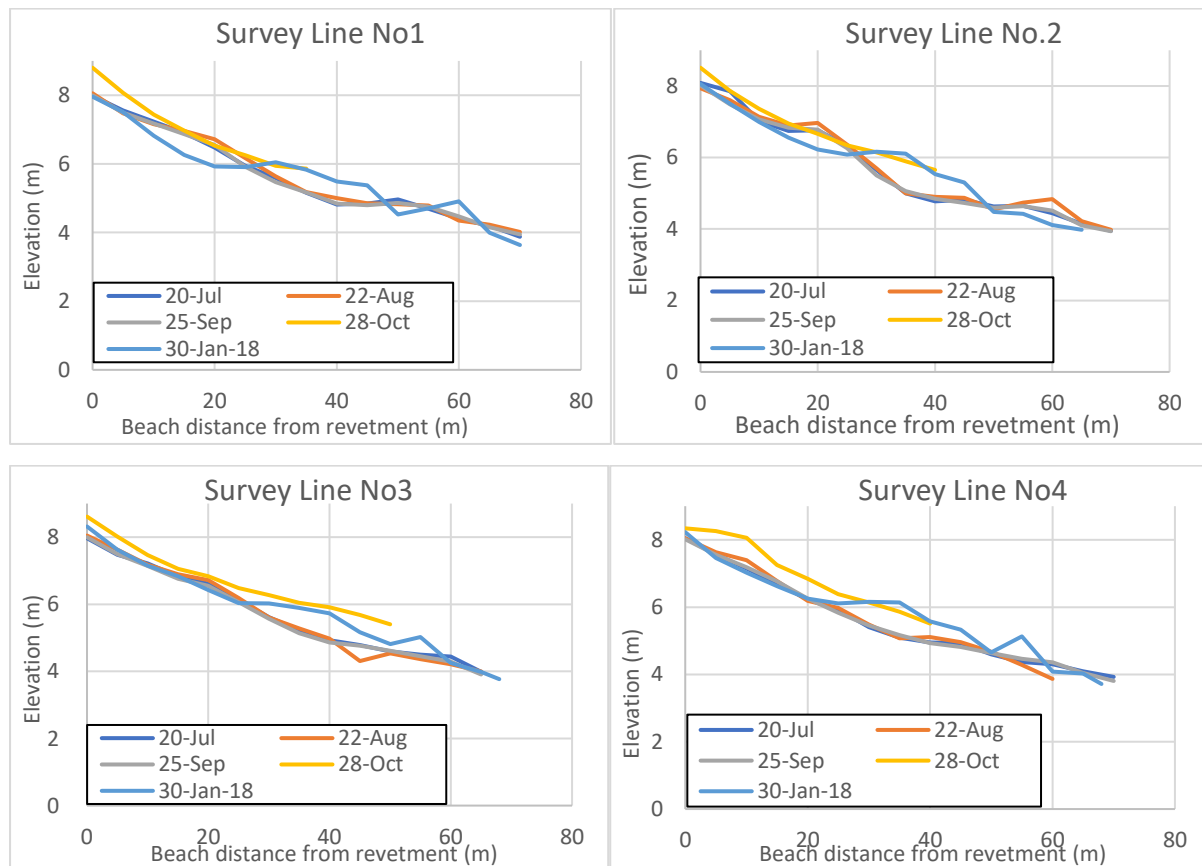 Survey Line No1
Elevation (m)
8
6
4
2
0
20-Jul 22-Aug
25-Sep 28-Oct
30-Jan-18
0 20 40 60 80
Beach distance from revetment (m)
Survey Line No.2
Elevation (m)
8
6
4
2
0
20-Jul 22-Aug
25-Sep 28-Oct
30-Jan-18
0 20 40 60 80
Beach distance from revetment (m)
Survey Line No3
Elevation (m)
8
6
4
2
0
20-Jul 22-Aug
25-Sep 28-Oct
30-Jan-18
0 20 40 60 80
Beach distance from revetment (m)
Survey Line No4
Elevation (m)
8
6
4
2
0
20-Jul 22-Aug
25-Sep 28-Oct
30-Jan-18
0 20 40 60 80
Beach distance from revetment (m)